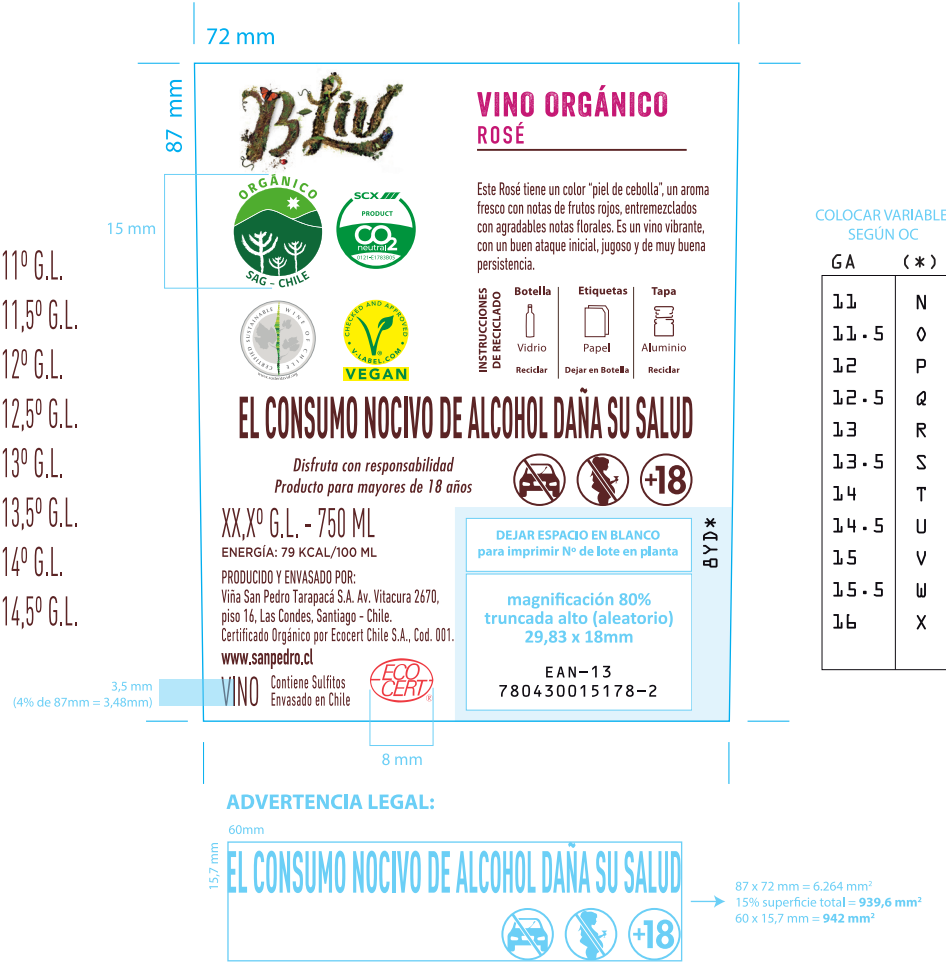 72 mm
87 mm
B-Liv
VINO ORGÁNICO
ROSÉ
ORGÁNICO
SAG - CHILE
SCX
PRODUCT
CO2
neutral
0121-E1783BDS
15 mm
Este Rosé tiene un color "piel de cebolla", un aroma
fresco con notas de frutos rojos, entremezclados
con agradables notas florales. Es un vino vibrante,
con un buen ataque inicial, jugoso y de muy buena
persistencia.
CERTIFIED SUSTAINABLE WINE OF CHILE
CHECKED AND APPROVED
• V-LABEL.COM •
VEGAN
INSTRUCCIONES
DE RECICLADO
Botella Etiquetas Tapa
Vidrio Papel Aluminio
Reciclar Dejar en Botella Reciclar
EL CONSUMO NOCIVO DE ALCOHOL DAÑA SU SALUD
Disfruta con responsabilidad
Producto para mayores de 18 años
+18
XX,Xº G.L. - 750 ML
ENERGÍA: 79 KCAL/100 ML
PRODUCIDO Y ENVASADO POR:
Viña San Pedro Tarapacá S.A. Av. Vitacura 2670,
piso 16, Las Condes, Santiago - Chile.
Certificado Orgánico por Ecocert Chile S.A., Cod. 001.
www.sanpedro.cl
VINO
Contiene Sulfitos
Envasado en Chile
ECO
CERT
®
DEJAR ESPACIO EN BLANCO
para imprimir Nº de lote en planta
8YD*
magnificación 80%
truncada alto (aleatorio)
29,83 x 18mm
EAN-13
780430015178-2
3,5 mm
(4% de 87mm = 3,48mm)
8 mm
11º G.L.
11,5º G.L.
12º G.L.
12,5º G.L.
13º G.L.
13,5º G.L.
14º G.L.
14,5º G.L.
COLOCAR VARIABLE
SEGÚN OC
GA (*)
11 N
11.5 O
12 P
12.5 Q
13 R
13.5 S
14 T
14.5 U
15 V
15.5 W
16 X
ADVERTENCIA LEGAL:
60mm
15,7 mm
EL CONSUMO NOCIVO DE ALCOHOL DAÑA SU SALUD
+18
87 x 72 mm = 6.264 mm²
15% superficie total = 939,6 mm²
60 x 15,7 mm = 942 mm²